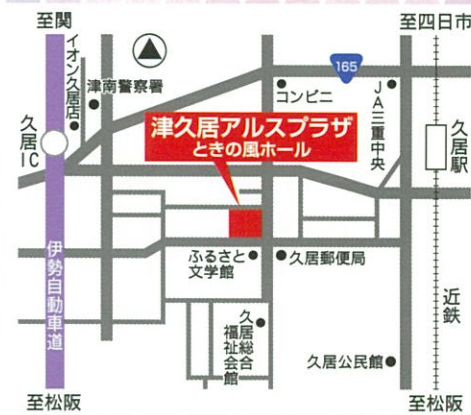 至関
至四日市
イオン久居店
津南警察署
165
コンビニ
JA三重中央
久居IC
津久居アルスプラザ
ときの風ホール
久居駅
ふるさと
文学館
久居郵便局
伊勢自動車道
久居総合
福祉会館
近鉄
久居公民館
至松阪
至松阪